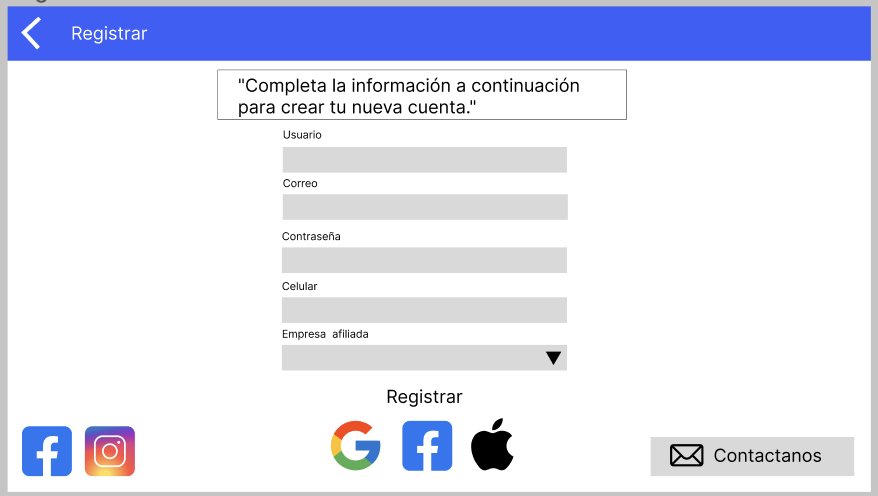 Registrar
"Completa la información a continuación
para crear tu nueva cuenta."
Usuario
Correo
Contraseña
Celular
Empresa afiliada
Registrar
Contactanos